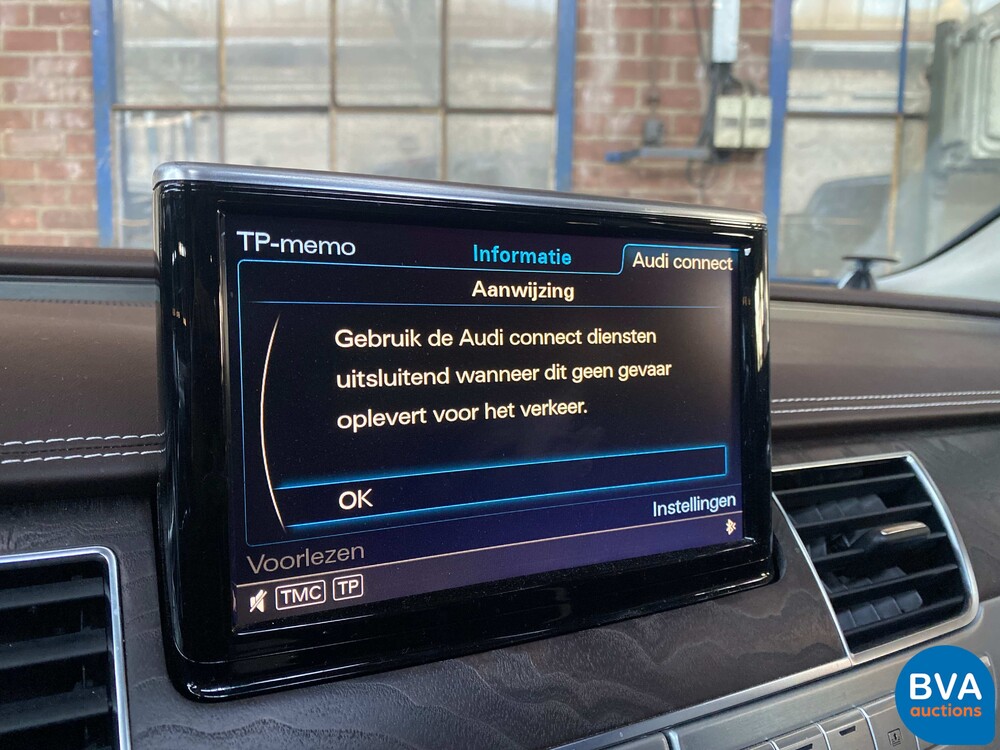 TP-memo
Informatie
Audi connect
Aanwijzing
Gebruik de Audi connect diensten
uitsluitend wanneer dit geen gevaar
oplevert voor het verkeer.
OK
Instellingen
Voorlezen
TMC TP
BVA
auctions